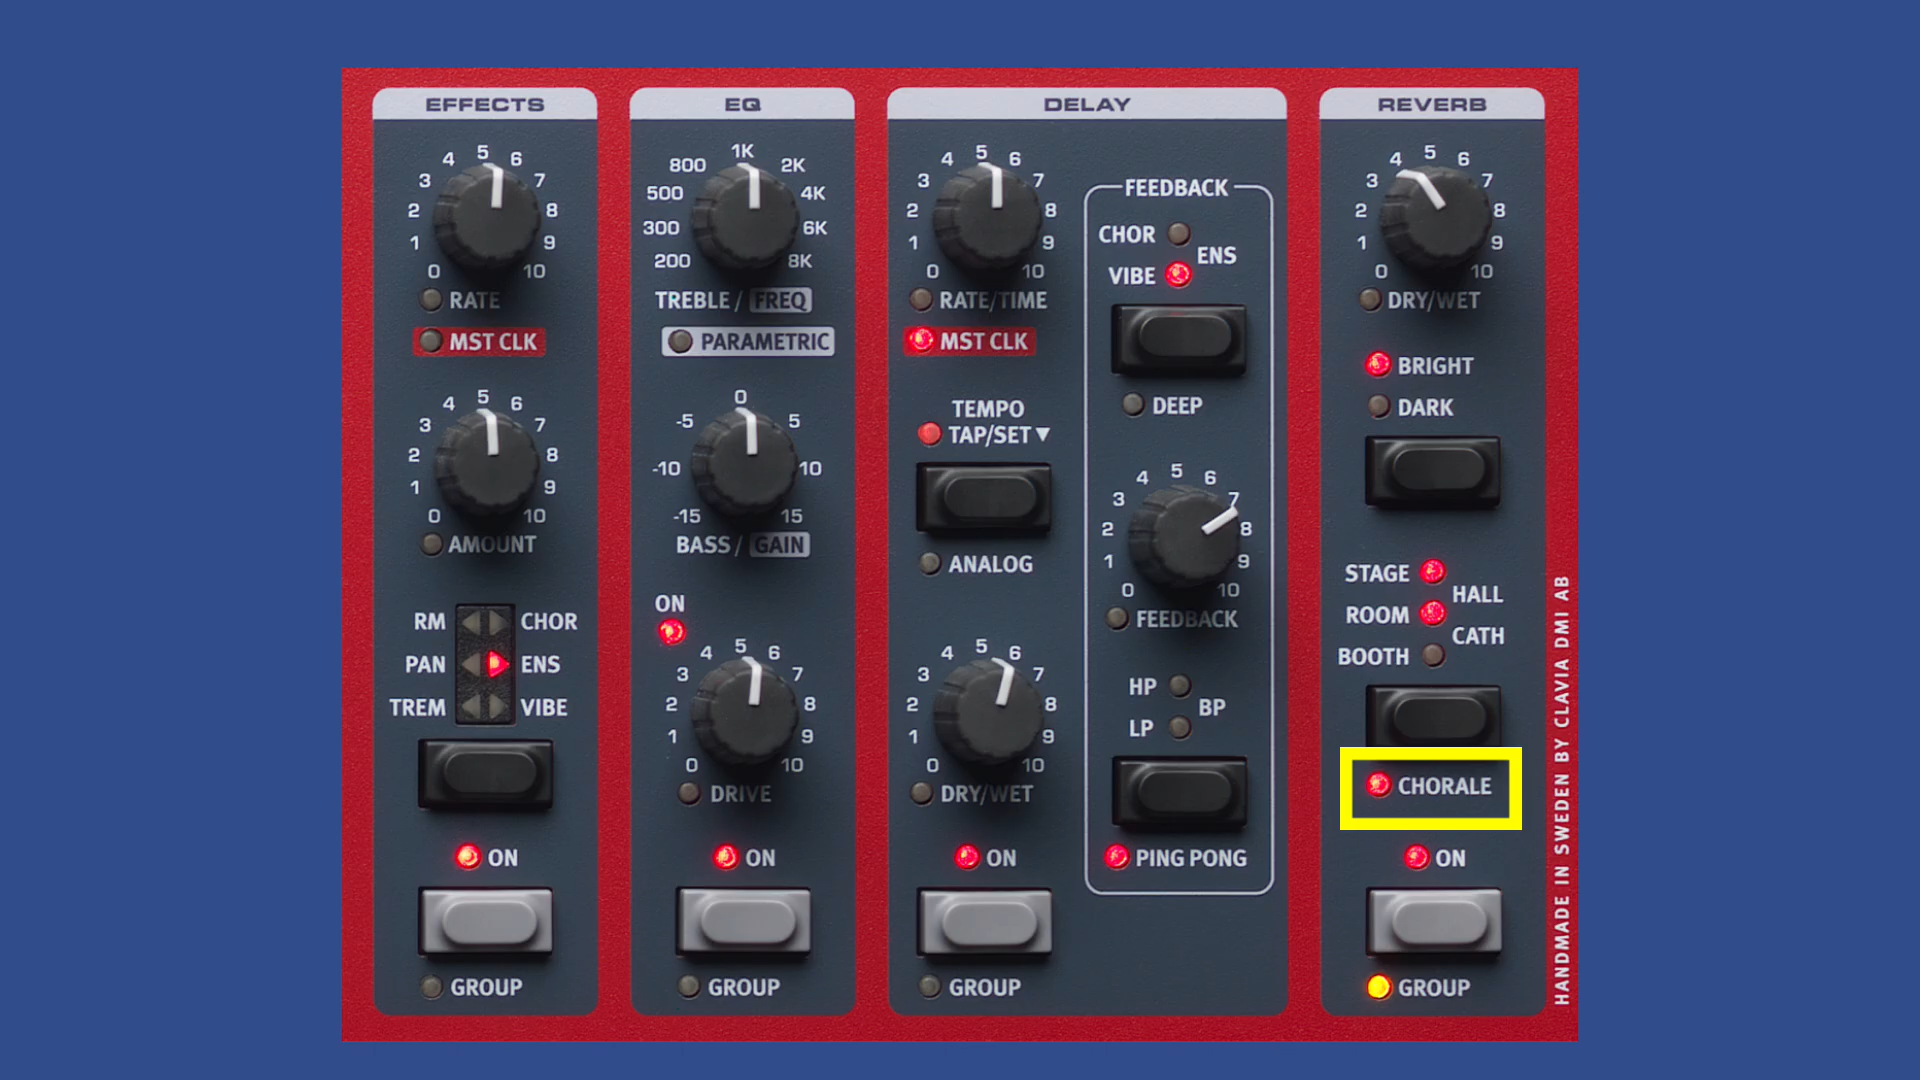 EFFECTS
4 5 6
3 7
2 8
1 9
0 10
RATE
MST CLK
4 5 6
3 7
2 8
1 9
0 10
AMOUNT
RM CHOR
PAN ENS
TREM VIBE
ON
GROUP
EQ
800 1K 2K
500 4K
300 6K
200 8K
TREBLE / FREQ
PARAMETRIC
0
-5 5
-10 10
-15 15
BASS / GAIN
ON
4 5 6
3 7
2 8
1 9
0 10
DRIVE
ON
GROUP
DELAY
4 5 6
3 7
2 8
1 9
0 10
RATE/TIME
MST CLK
TEMPO
TAP/SET▼
ANALOG
4 5 6
3 7
2 8
1 9
0 10
DRY/WET
ON
GROUP
FEEDBACK
CHOR
ENS
VIBE
DEEP
4 5 6
3 7
2 8
1 9
0 10
FEEDBACK
HP
BP
LP
PING PONG
REVERB
4 5 6
3 7
2 8
1 9
0 10
DRY/WET
BRIGHT
DARK
STAGE
HALL
ROOM
CATH
BOOTH
CHORALE
ON
GROUP
HANDMADE IN SWEDEN BY CLAVIA DMI AB